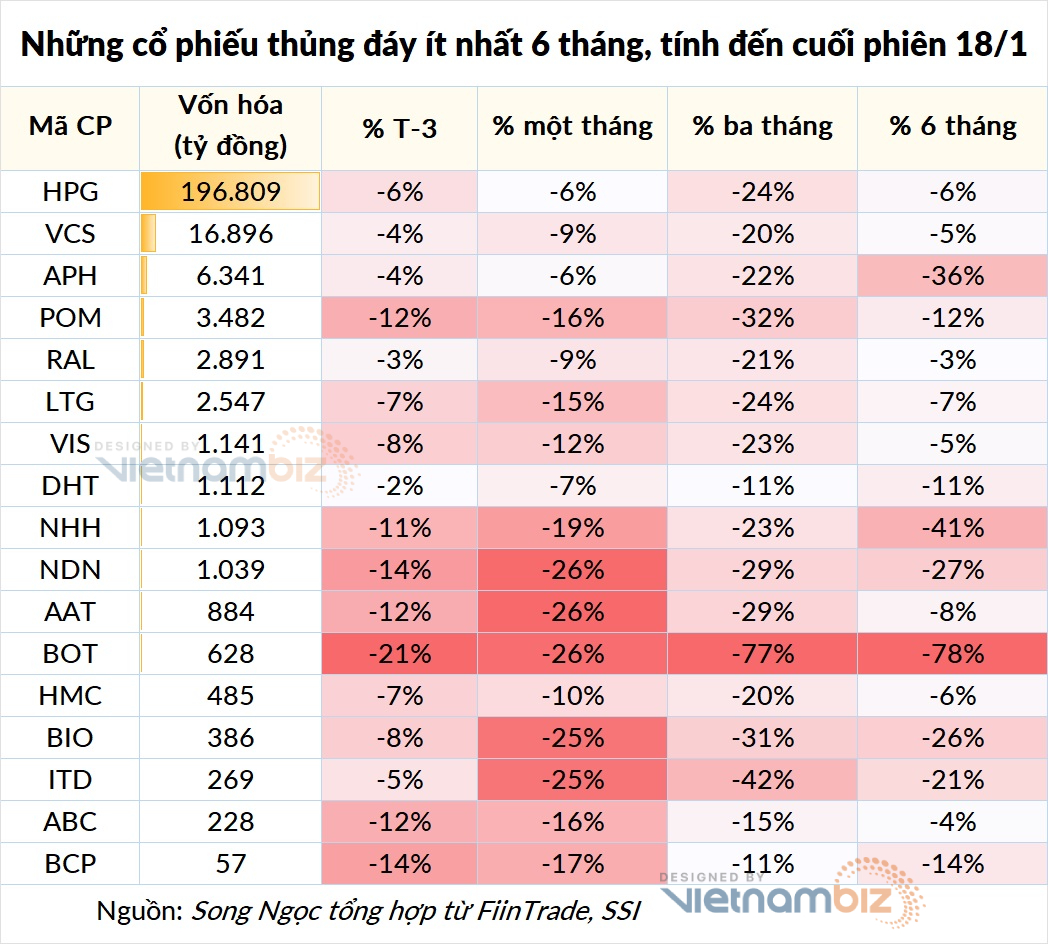 Những cổ phiếu thủng đáy ít nhất 6 tháng, tính đến cuối phiên 18/1
Mã CP Vốn hóa (tỷ đồng) % T-3 % một tháng % ba tháng % 6 tháng
HPG 196.809 -6% -6% -24% -6%
VCS 16.896 -4% -9% -20% -5%
APH 6.341 -4% -6% -22% -36%
POM 3.482 -12% -16% -32% -12%
RAL 2.891 -3% -9% -21% -3%
LTG 2.547 -7% -15% -24% -7%
VIS 1.141 -8% -12% -23% -5%
DESIGNED BY
Vietnambiz
DHT 1.112 -2% -7% -11% -11%
NHH 1.093 -11% -19% -23% -41%
NDN 1.039 -14% -26% -29% -27%
AAT 884 -12% -26% -29% -8%
BOT 628 -21% -26% -77% -78%
HMC 485 -7% -10% -20% -6%
BIO 386 -8% -25% -31% -26%
ITD 269 -5% -25% -42% -21%
ABC 228 -12% -16% -15% -4%
BCP 57 -14% -17% -11% -14%
DESIGNED BY
Vietnambiz
Nguồn: Song Ngọc tổng hợp từ FiinTrade, SSI